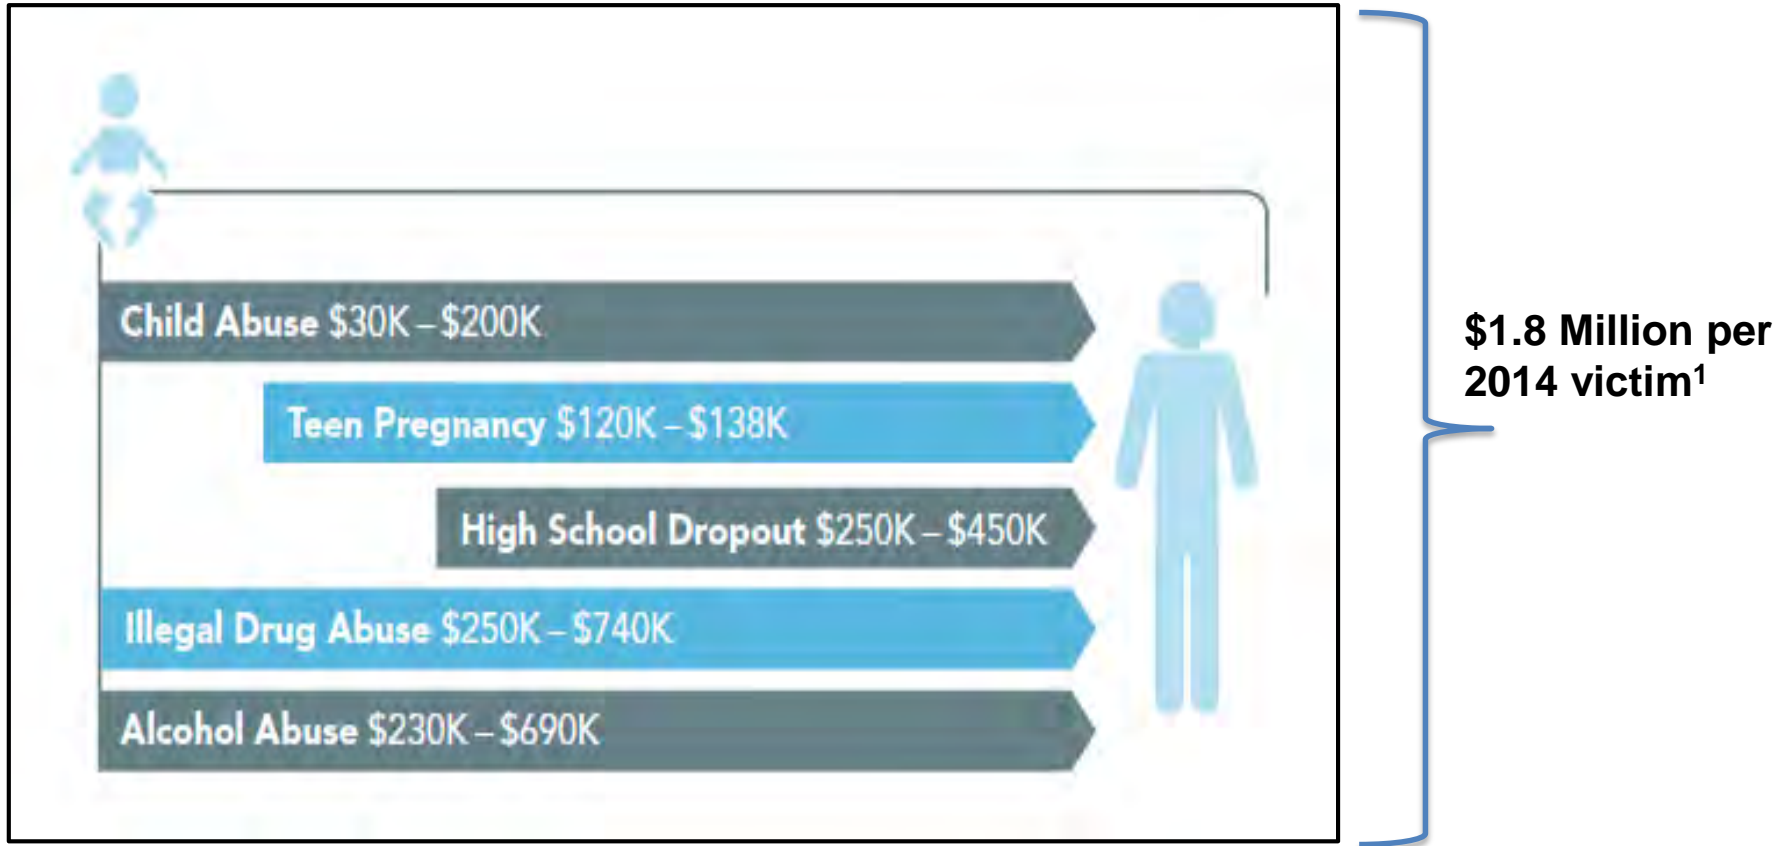 Child Abuse $30K – $200K
Teen Pregnancy $120K – $138K
High School Dropout $250K – $450K
Illegal Drug Abuse $250K – $740K
Alcohol Abuse $230K – $690K
$1.8 Million per
2014 victim¹